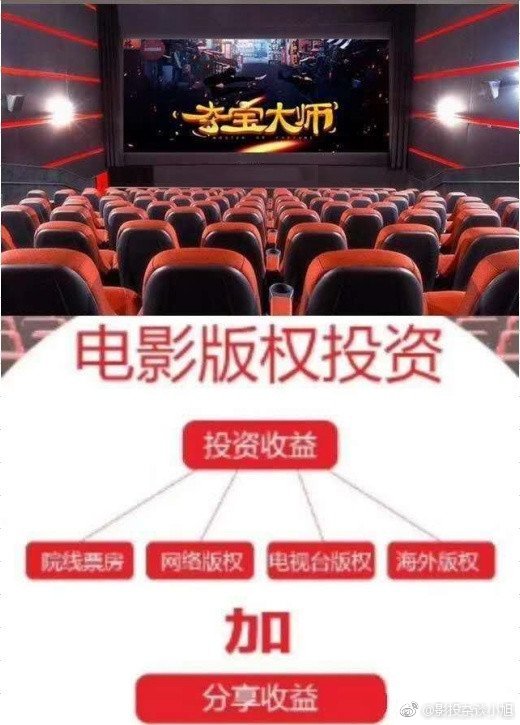 夺宝大师
电影版权投资
投资收益
院线票房
网络版权
电视台版权
海外版权
加
分享收益